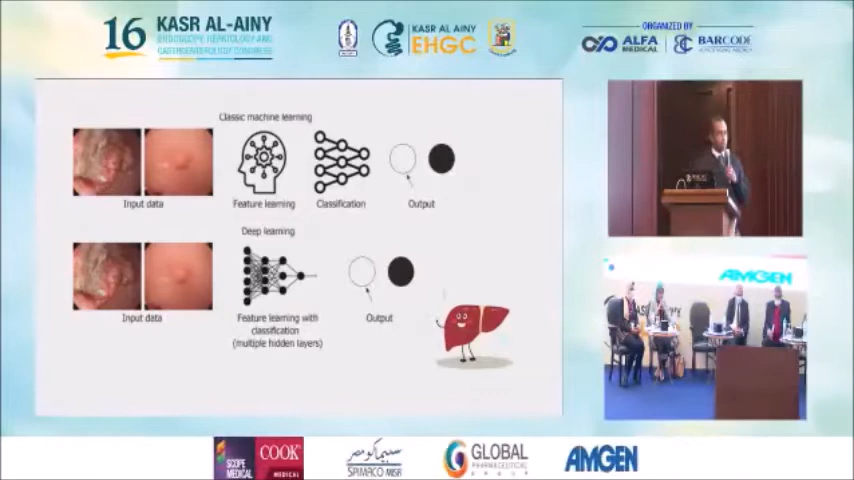 16 KASR AL-AINY
ENDOSCOPE HEPATOLOGY AND
GASTROENTEROLOGY CONGRESS
KASR AL AINY
EHGC
ORGANIZED BY
ALFA
MEDICAL
BARCODE
Classic machine learning
Input data
Feature learning
Classification
Output
Deep learning
Input data
Feature learning with
classification
(multiple hidden layers)
Output
AMGEN
SCOPE
MEDICAL
COOK
MEDICAL
سبيماكو مصر
SPIMACO MISR
GLOBAL
PHARMACEUTICAL
GROUP
AMGEN